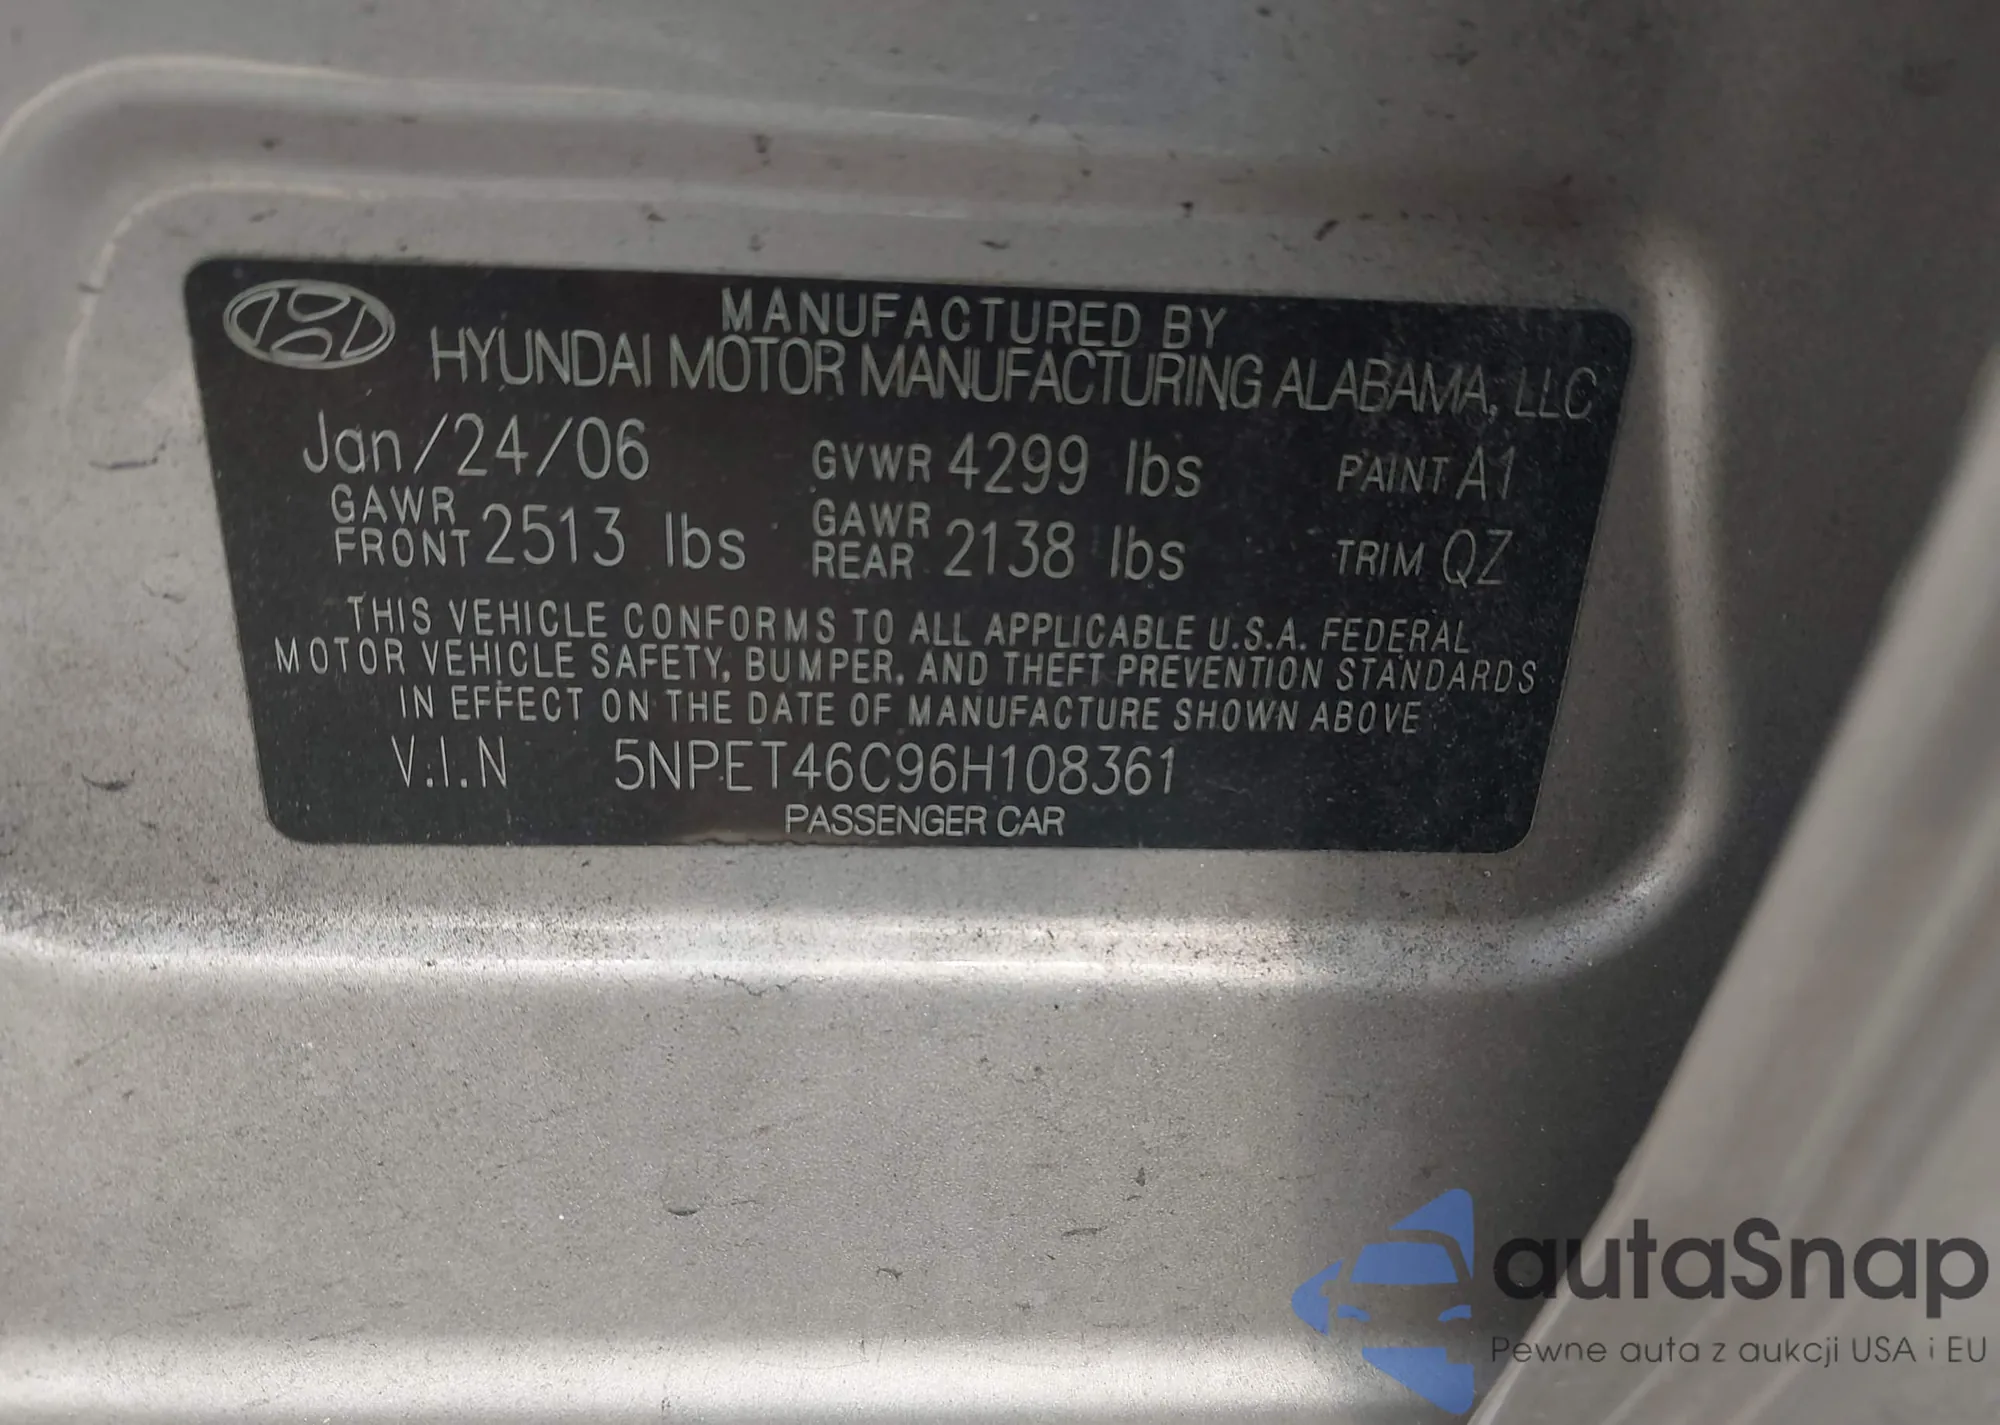 MANUFACTURED BY
HYUNDAI MOTOR MANUFACTURING ALABAMA, LLC
Jan/24/06 GVWR 4299 lbs PAINT A1
GAWR FRONT 2513 lbs GAWR REAR 2138 lbs TRIM QZ
THIS VEHICLE CONFORMS TO ALL APPLICABLE U.S.A. FEDERAL
MOTOR VEHICLE SAFETY, BUMPER, AND THEFT PREVENTION STANDARDS
IN EFFECT ON THE DATE OF MANUFACTURE SHOWN ABOVE
V.I.N 5NPET46C96H108361
PASSENGER CAR
autaSnap
Pewne auta z aukcji USA i EU